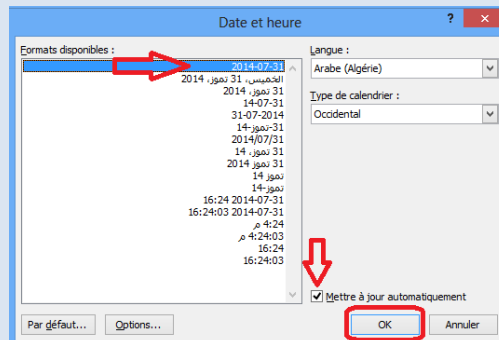 Date et heure
?
Formats disponibles :
2014-07-31
الخميس، 31 تموز، 2014
31 تموز، 2014
14-07-31
31-07-2014
31-تموز-14
2014/07/31
31 تموز، 14
31 تموز 2014
تموز 14
تموز-14
16:24 2014-07-31
16:24:03 2014-07-31
4:24 م
4:24:03 م
16:24
16:24:03
Langue :
Arabe (Algérie)
Type de calendrier :
Occidental
Mettre à jour automatiquement
Par défaut...
Options...
OK
Annuler